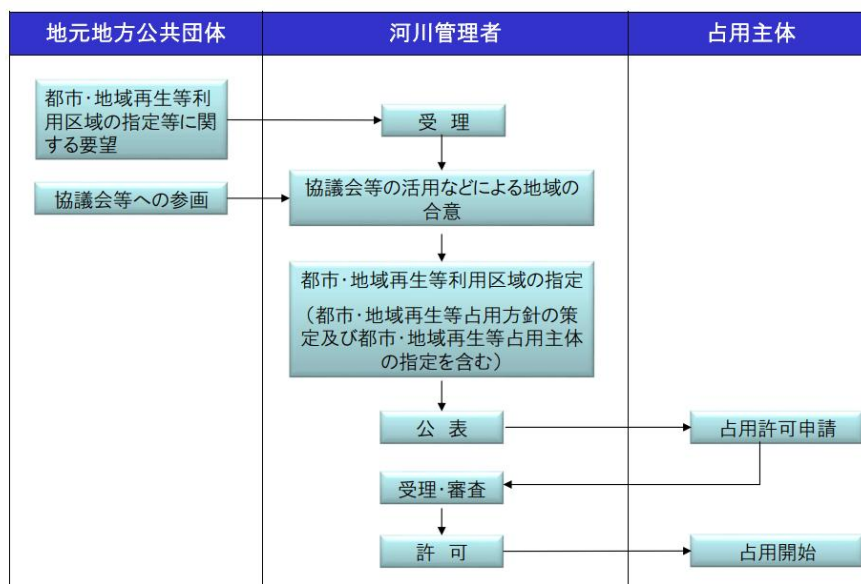 地元地方公共団体
河川管理者
占用主体
都市・地域再生等利
用区域の指定等に関
する要望
受 理
協議会等への参画
協議会等の活用などによる地域の
合意
都市・地域再生等利用区域の指定
（都市・地域再生等占用方針の策
定及び都市・地域再生等占用主体
の指定を含む）
公 表
占用許可申請
受理・審査
許 可
占用開始